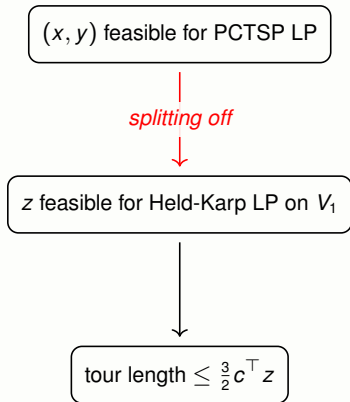 (x, y) feasible for PCTSP LP
splitting off
z feasible for Held-Karp LP on V₁
tour length ≤ 3/2 c⊤ z